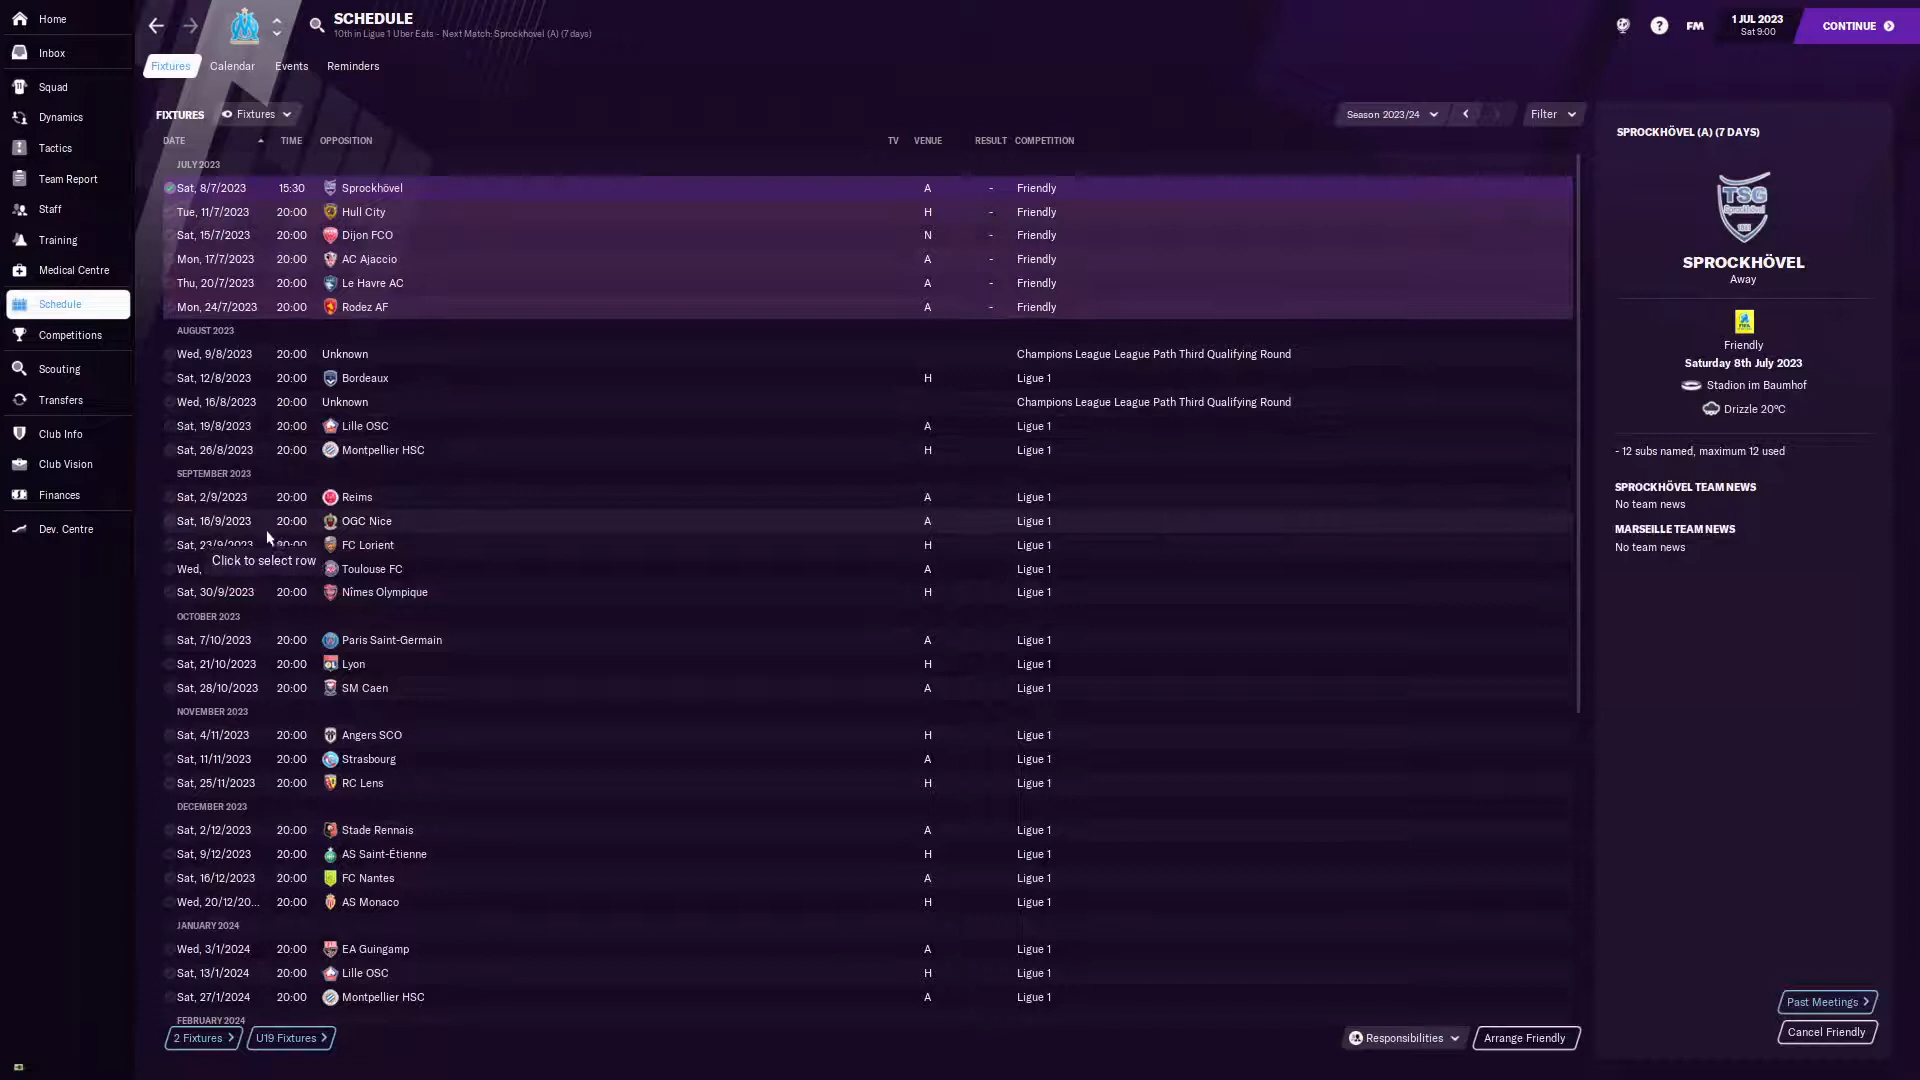 Home
Inbox
Squad
Dynamics
Tactics
Team Report
Staff
Training
Medical Centre
Schedule
Competitions
Scouting
Transfers
Club Info
Club Vision
Finances
Dev. Centre
SCHEDULE
10th in Ligue 1 Uber Eats - Next Match: Sprockhövel (A) (7 days)
FM
1 JUL 2023
Sat 9:00
CONTINUE
Fixtures Calendar Events Reminders
FIXTURES Fixtures Season 2023/24 Filter
DATE TIME OPPOSITION TV VENUE RESULT COMPETITION
JULY 2023
Sat, 8/7/2023 15:30 Sprockhövel A - Friendly
Tue, 11/7/2023 20:00 Hull City H - Friendly
Sat, 15/7/2023 20:00 Dijon FCO N - Friendly
Mon, 17/7/2023 20:00 AC Ajaccio A - Friendly
Thu, 20/7/2023 20:00 Le Havre AC A - Friendly
Mon, 24/7/2023 20:00 Rodez AF A - Friendly
AUGUST 2023
Wed, 9/8/2023 20:00 Unknown Champions League League Path Third Qualifying Round
Sat, 12/8/2023 20:00 Bordeaux H Ligue 1
Wed, 16/8/2023 20:00 Unknown Champions League League Path Third Qualifying Round
Sat, 19/8/2023 20:00 Lille OSC A Ligue 1
Sat, 26/8/2023 20:00 Montpellier HSC H Ligue 1
SEPTEMBER 2023
Sat, 2/9/2023 20:00 Reims A Ligue 1
Sat, 16/9/2023 20:00 OGC Nice A Ligue 1
Sat, 23/9/2023 20:00 FC Lorient H Ligue 1
Click to select row
Wed, Toulouse FC A Ligue 1
Sat, 30/9/2023 20:00 Nîmes Olympique H Ligue 1
OCTOBER 2023
Sat, 7/10/2023 20:00 Paris Saint-Germain A Ligue 1
Sat, 21/10/2023 20:00 Lyon H Ligue 1
Sat, 28/10/2023 20:00 SM Caen A Ligue 1
NOVEMBER 2023
Sat, 4/11/2023 20:00 Angers SCO H Ligue 1
Sat, 11/11/2023 20:00 Strasbourg A Ligue 1
Sat, 25/11/2023 20:00 RC Lens H Ligue 1
DECEMBER 2023
Sat, 2/12/2023 20:00 Stade Rennais A Ligue 1
Sat, 9/12/2023 20:00 AS Saint-Étienne H Ligue 1
Sat, 16/12/2023 20:00 FC Nantes A Ligue 1
Wed, 20/12/20... 20:00 AS Monaco H Ligue 1
JANUARY 2024
Wed, 3/1/2024 20:00 EA Guingamp A Ligue 1
Sat, 13/1/2024 20:00 Lille OSC H Ligue 1
Sat, 27/1/2024 20:00 Montpellier HSC A Ligue 1
FEBRUARY 2024
2 Fixtures U19 Fixtures Responsibilities Arrange Friendly
SPROCKHÖVEL (A) (7 DAYS)
TSG
Sprockhövel
1881
SPROCKHÖVEL
Away
FIFA
Friendly
Saturday 8th July 2023
Stadion im Baumhof
Drizzle 20°C
- 12 subs named, maximum 12 used
SPROCKHÖVEL TEAM NEWS
No team news
MARSEILLE TEAM NEWS
No team news
Past Meetings
Cancel Friendly